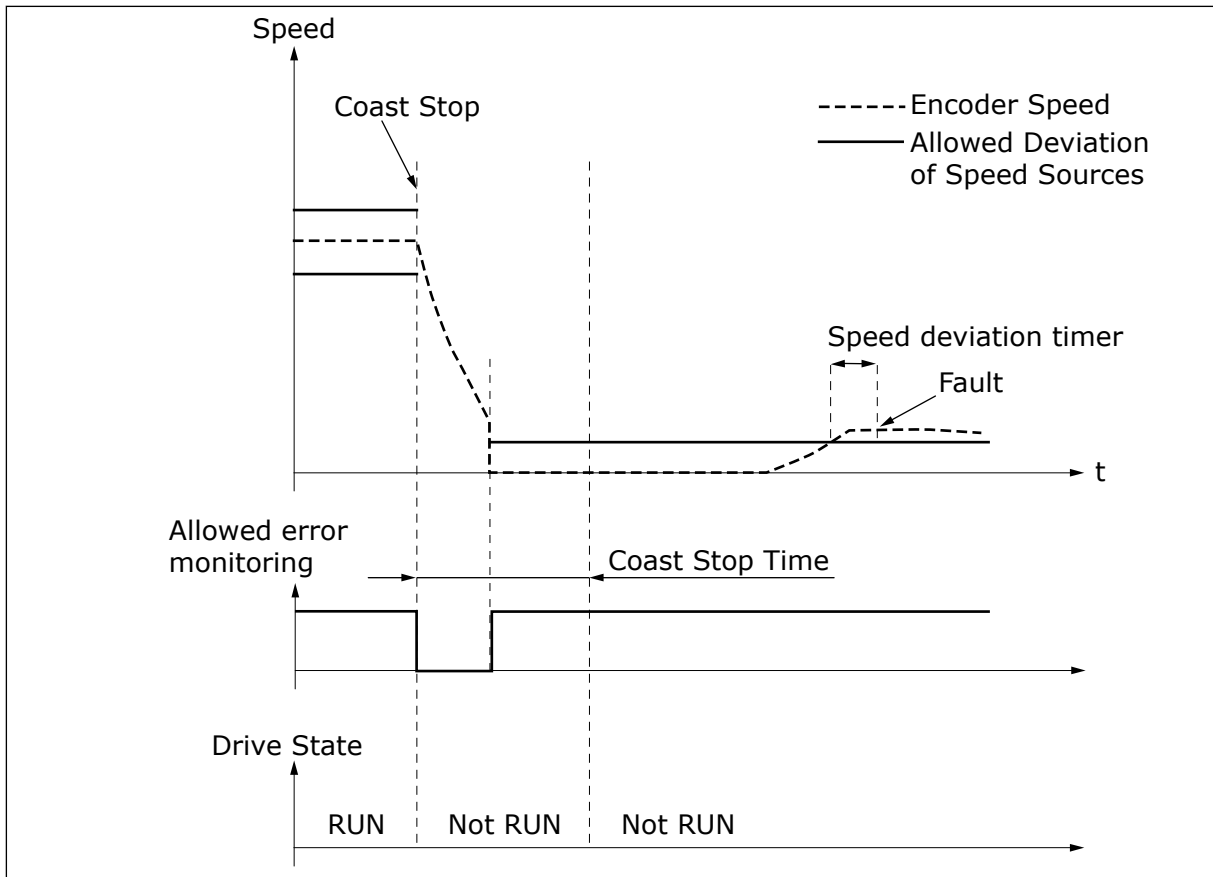 Speed
Coast Stop
Encoder Speed
Allowed Deviation
of Speed Sources
Speed deviation timer
Fault
t
Allowed error
monitoring
Coast Stop Time
Drive State
RUN
Not RUN
Not RUN